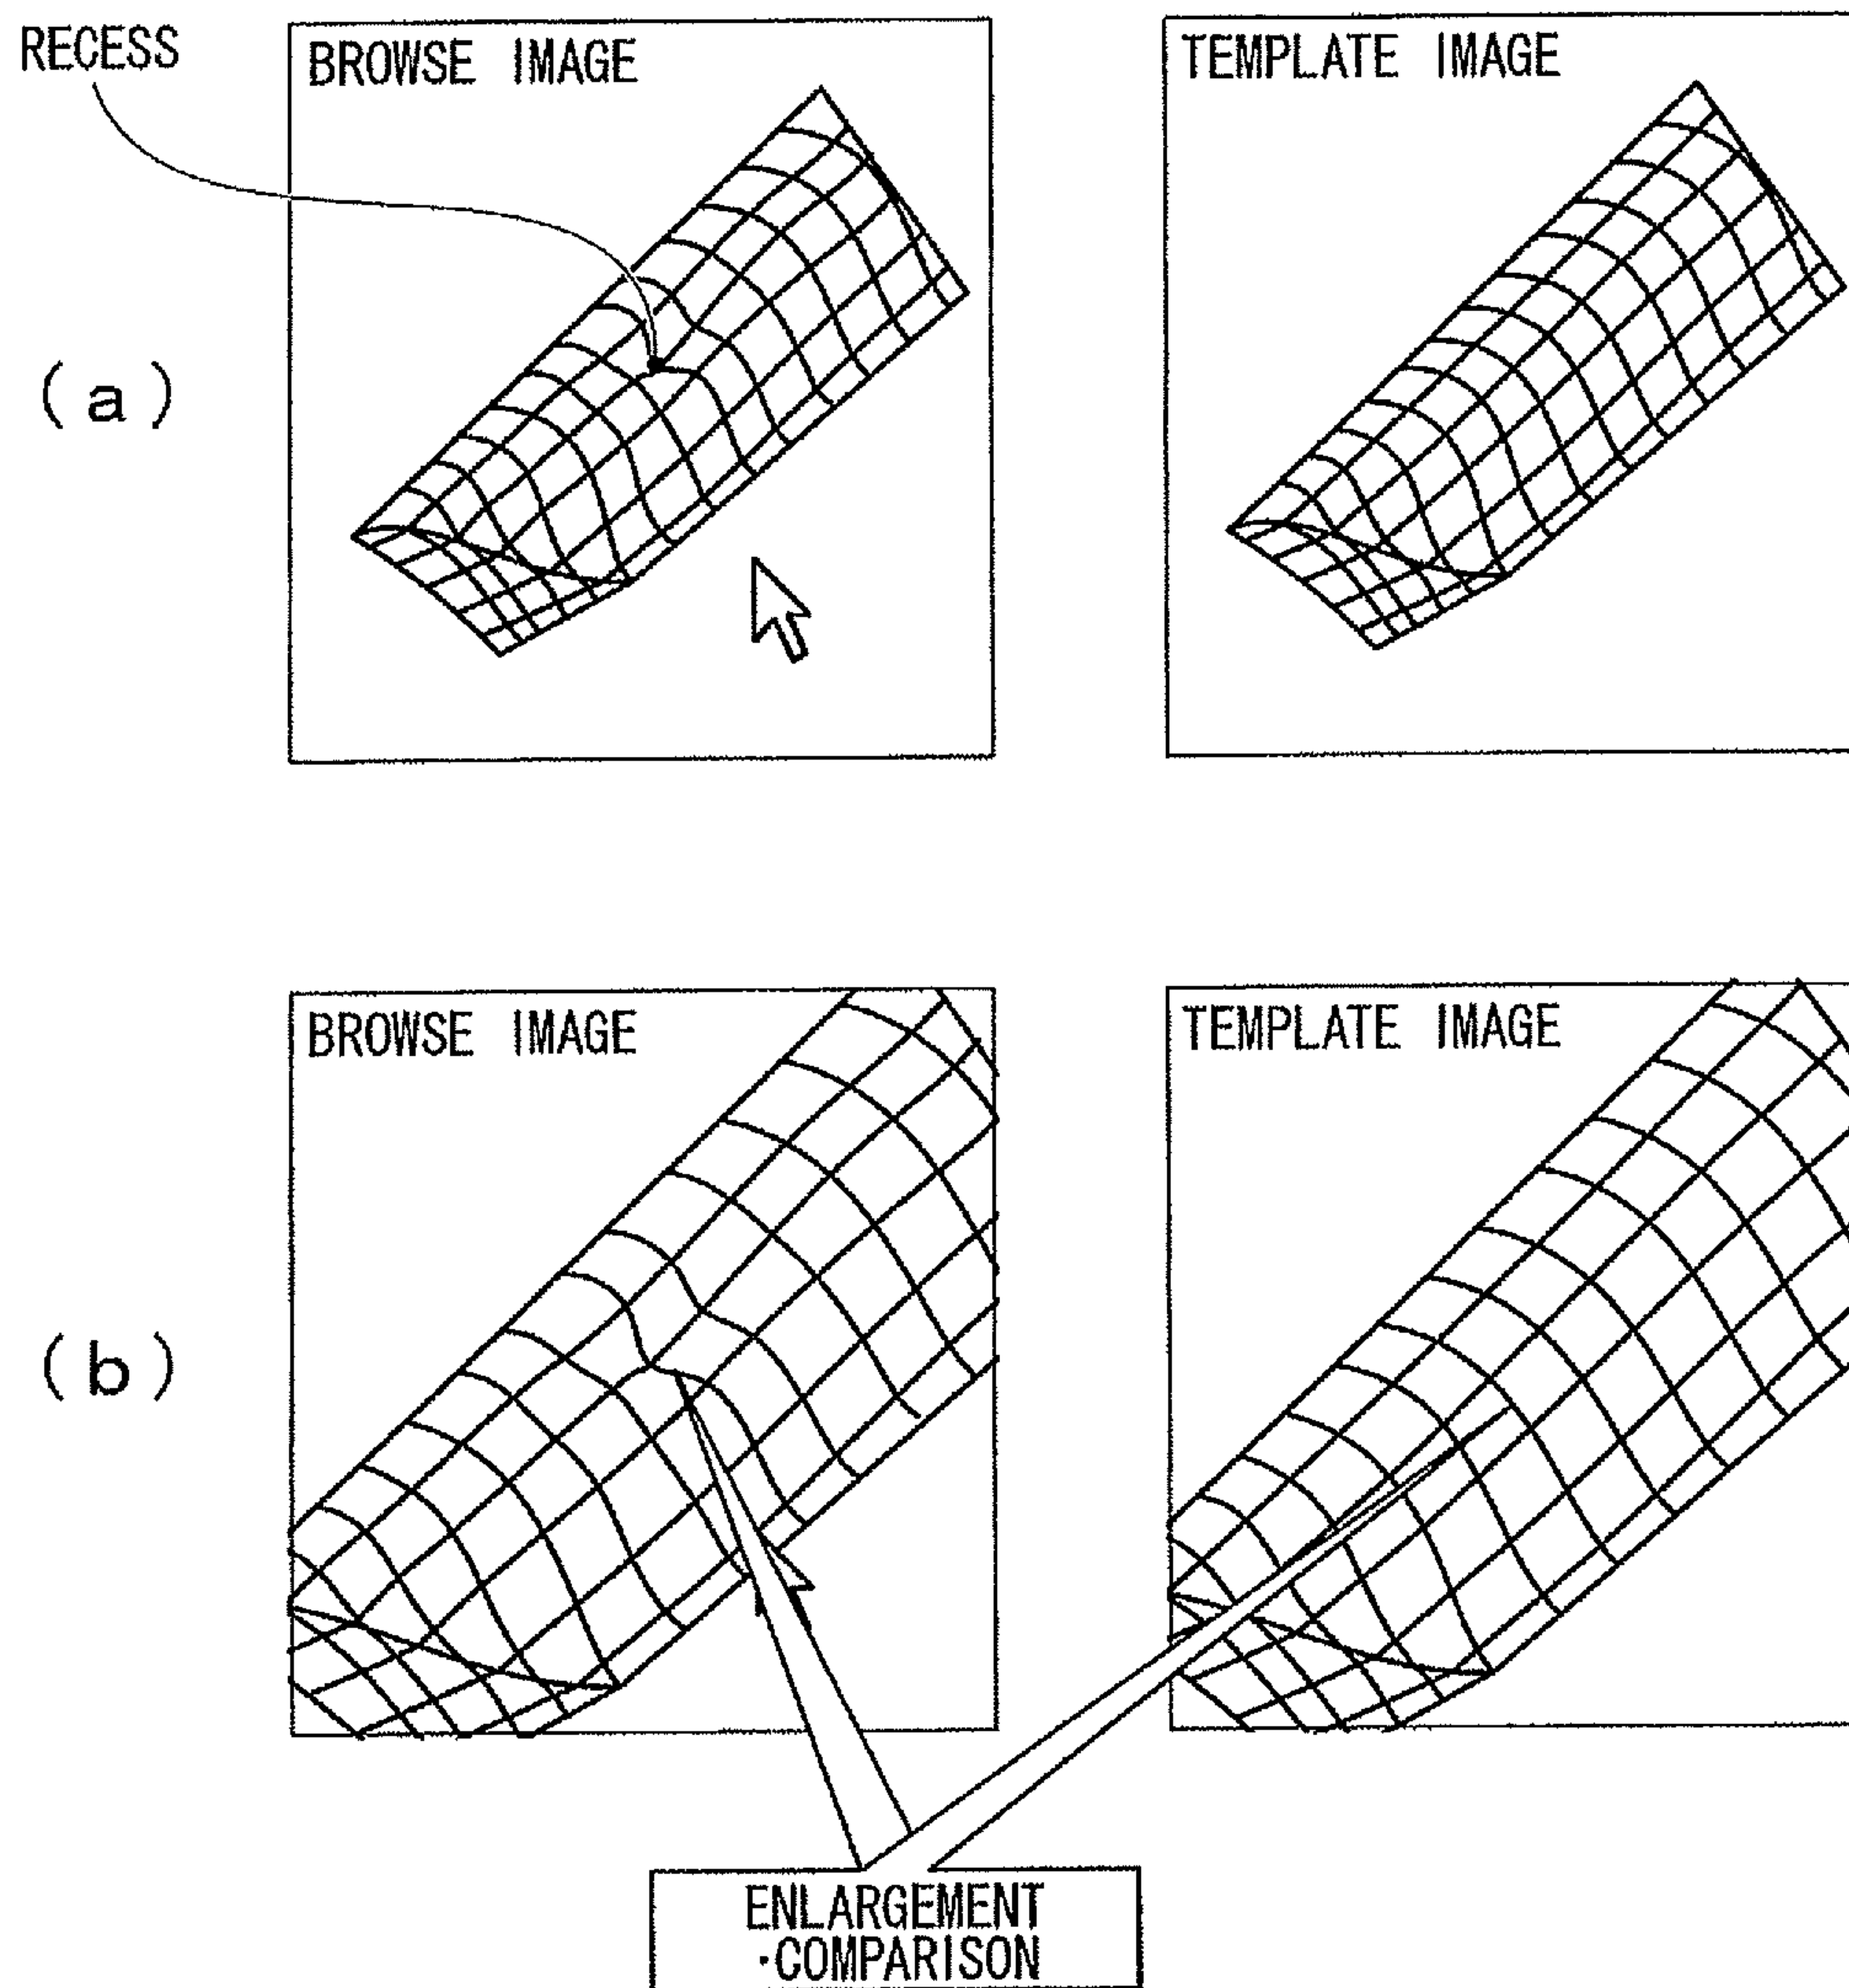 RECESS
BROWSE IMAGE
TEMPLATE IMAGE
(a)
BROWSE IMAGE
TEMPLATE IMAGE
(b)
ENLARGEMENT
·COMPARISON